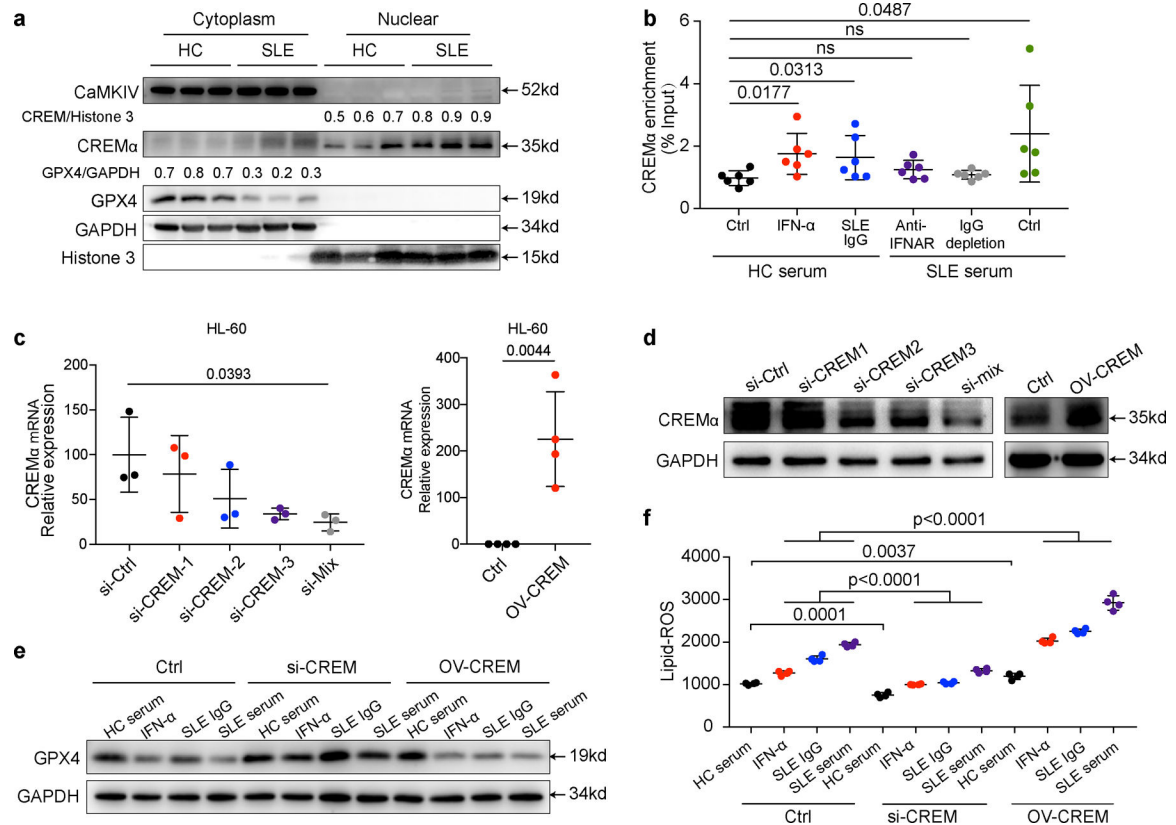 a
Cytoplasm Nuclear
HC SLE HC SLE
CaMKIV ←52kd
CREM/Histone 3 0.5 0.6 0.7 0.8 0.9 0.9
CREMα ←35kd
GPX4/GAPDH 0.7 0.8 0.7 0.3 0.2 0.3
GPX4 ←19kd
GAPDH ←34kd
Histone 3 ←15kd
b
0.0487
ns
ns
0.0313
0.0177
CREMα enrichment
(% Input)
6
4
2
0
Ctrl IFN-α SLE IgG Anti-IFNAR IgG depletion Ctrl
HC serum SLE serum
c
HL-60
0.0393
CREMα mRNA
Relative expression
200
150
100
50
0
si-Ctrl si-CREM-1 si-CREM-2 si-CREM-3 si-Mix
HL-60
0.0044
CREMα mRNA
Relative expression
400
300
200
100
0
Ctrl OV-CREM
d
si-Ctrl si-CREM1 si-CREM2 si-CREM3 si-mix Ctrl OV-CREM
CREMα ←35kd
GAPDH ←34kd
e
Ctrl si-CREM OV-CREM
HC serum IFN-α SLE IgG SLE serum HC serum IFN-α SLE IgG SLE serum HC serum IFN-α SLE IgG SLE serum
GPX4 ←19kd
GAPDH ←34kd
f
p<0.0001
0.0037
p<0.0001
0.0001
Lipid-ROS
4000
3000
2000
1000
0
HC serum IFN-α SLE IgG SLE serum HC serum IFN-α SLE IgG SLE serum HC serum IFN-α SLE IgG SLE serum
Ctrl si-CREM OV-CREM